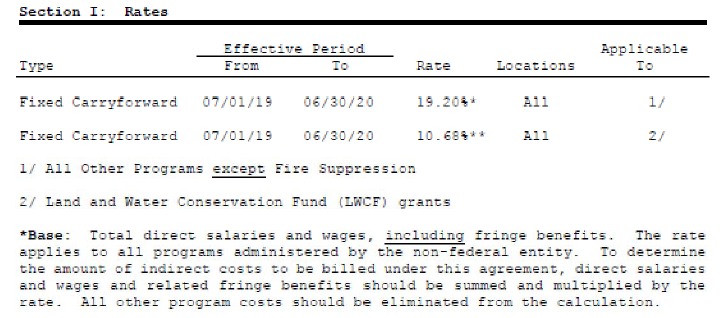 Section I:  Rates
Effective Period Applicable
Type From To Rate Locations To
Fixed Carryforward 07/01/19 06/30/20 19.20%* All 1/
Fixed Carryforward 07/01/19 06/30/20 10.68%** All 2/
1/ All Other Programs except Fire Suppression
2/ Land and Water Conservation Fund (LWCF) grants
*Base:  Total direct salaries and wages, including fringe benefits.  The rate
applies to all programs administered by the non-federal entity.  To determine
the amount of indirect costs to be billed under this agreement, direct salaries
and wages and related fringe benefits should be summed and multiplied by the
rate.  All other program costs should be eliminated from the calculation.